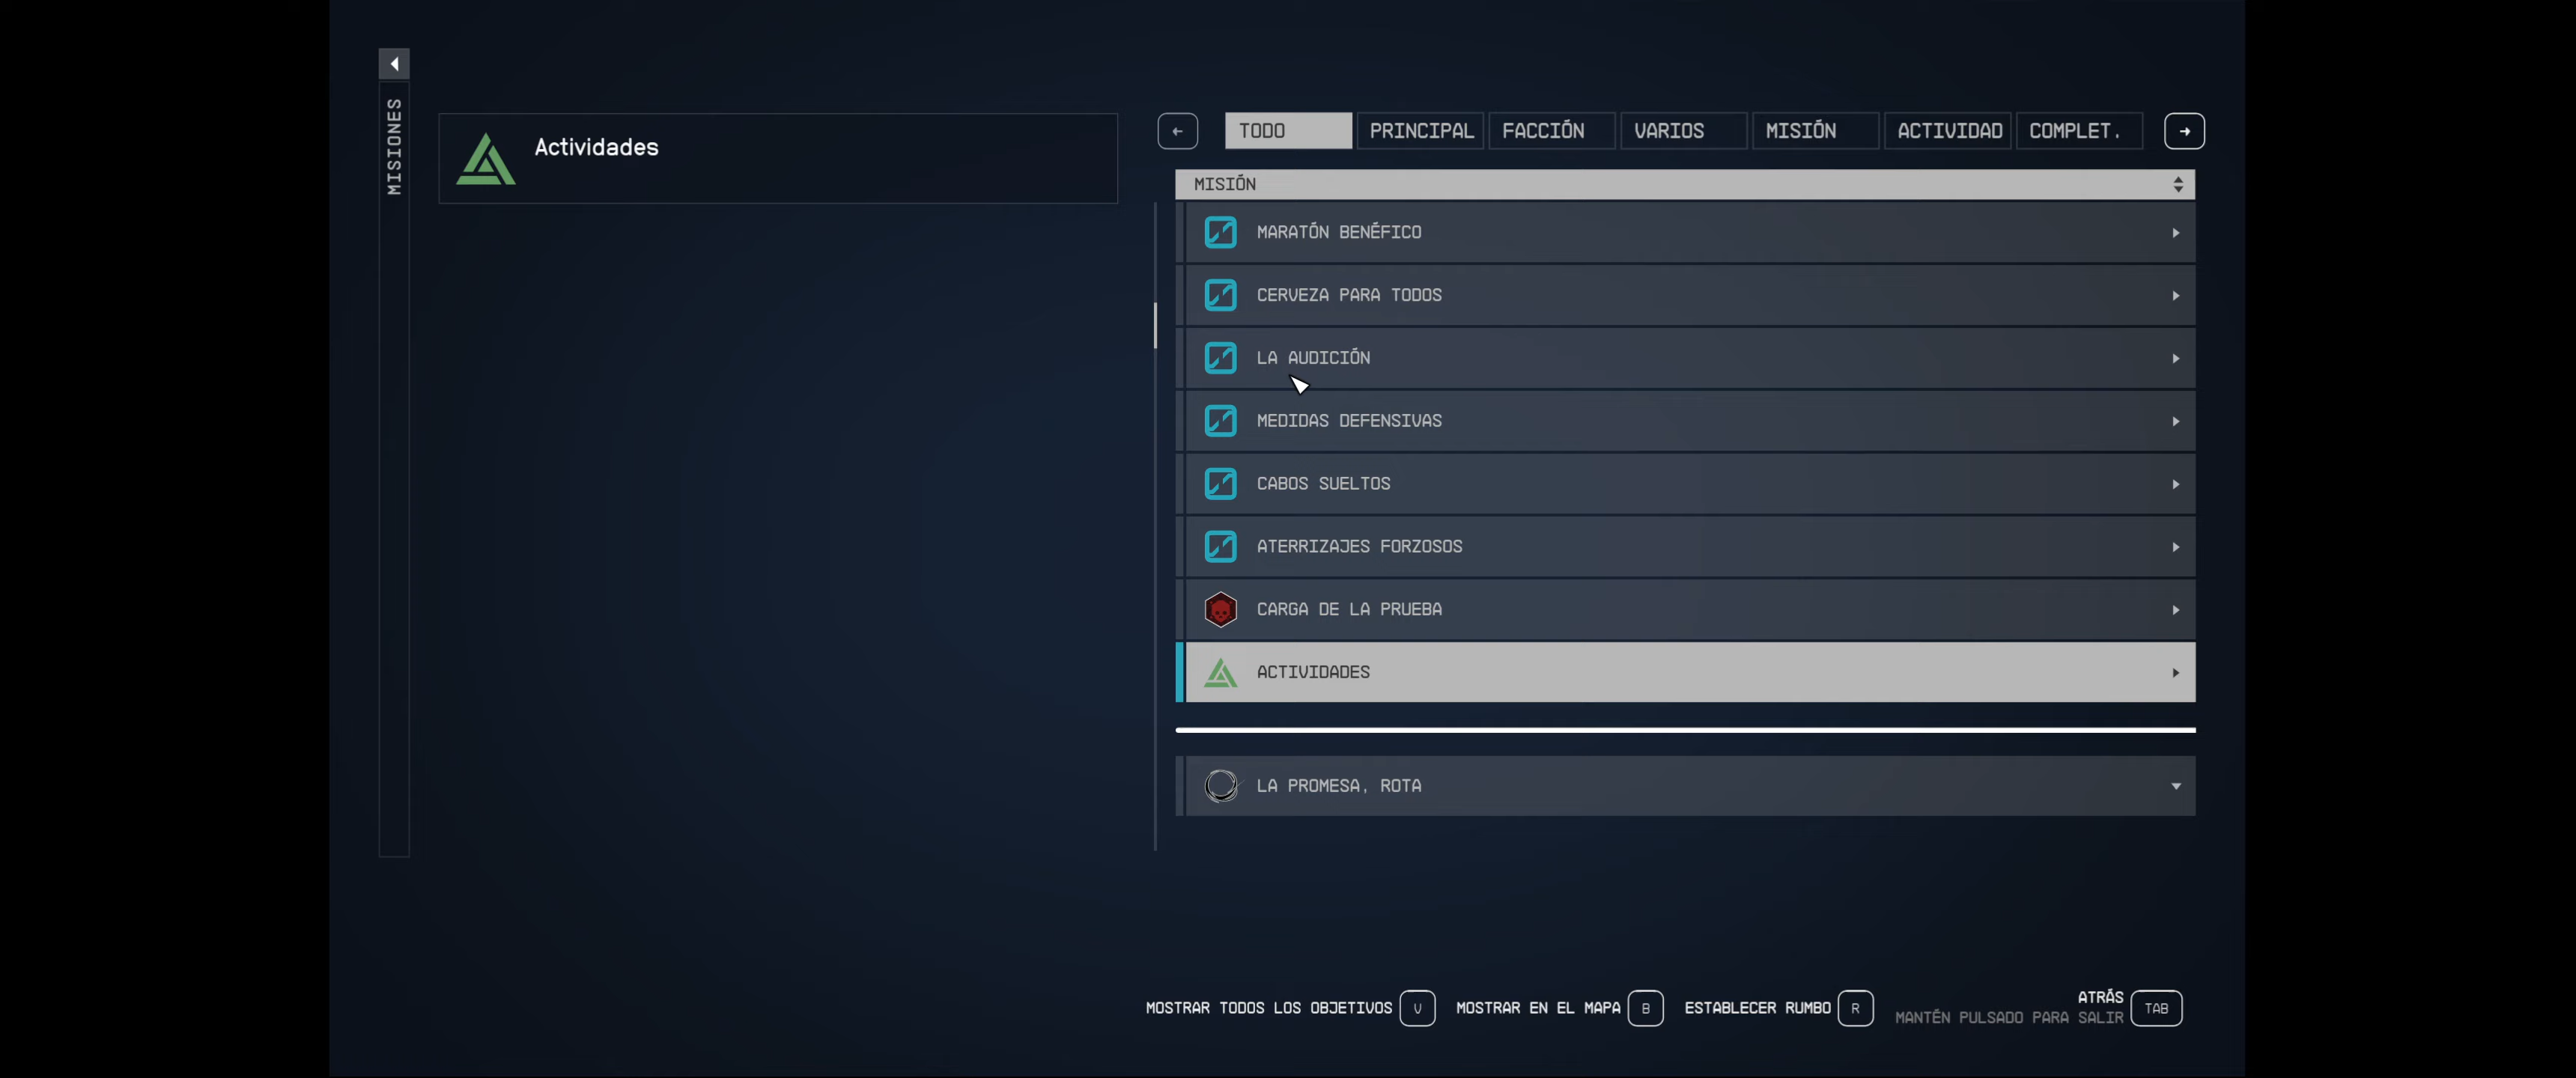 MISIONES
Actividades
TODO PRINCIPAL FACCIÓN VARIOS MISIÓN ACTIVIDAD COMPLET.
MISIÓN
MARATÓN BENÉFICO
CERVEZA PARA TODOS
LA AUDICIÓN
MEDIDAS DEFENSIVAS
CABOS SUELTOS
ATERRIZAJES FORZOSOS
CARGA DE LA PRUEBA
ACTIVIDADES
LA PROMESA, ROTA
MOSTRAR TODOS LOS OBJETIVOS V MOSTRAR EN EL MAPA B ESTABLECER RUMBO R ATRÁS TAB
MANTÉN PULSADO PARA SALIR